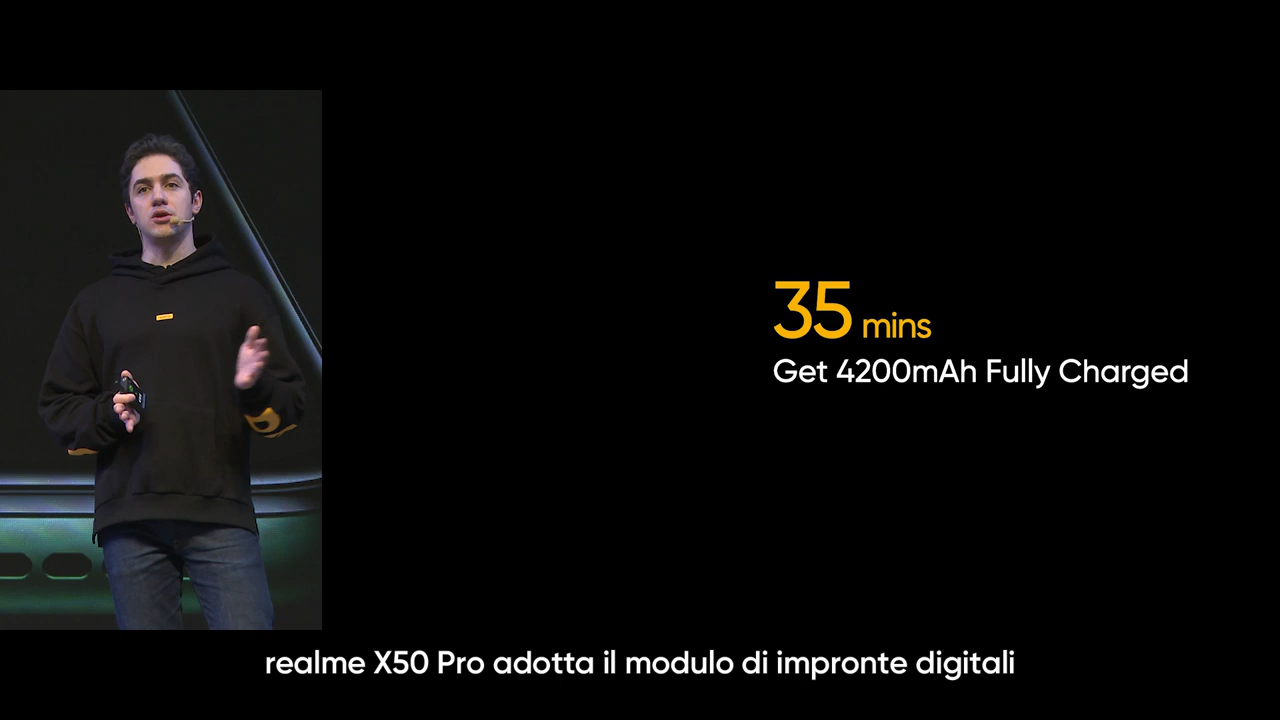 35 mins
Get 4200mAh Fully Charged
realme X50 Pro adotta il modulo di impronte digitali